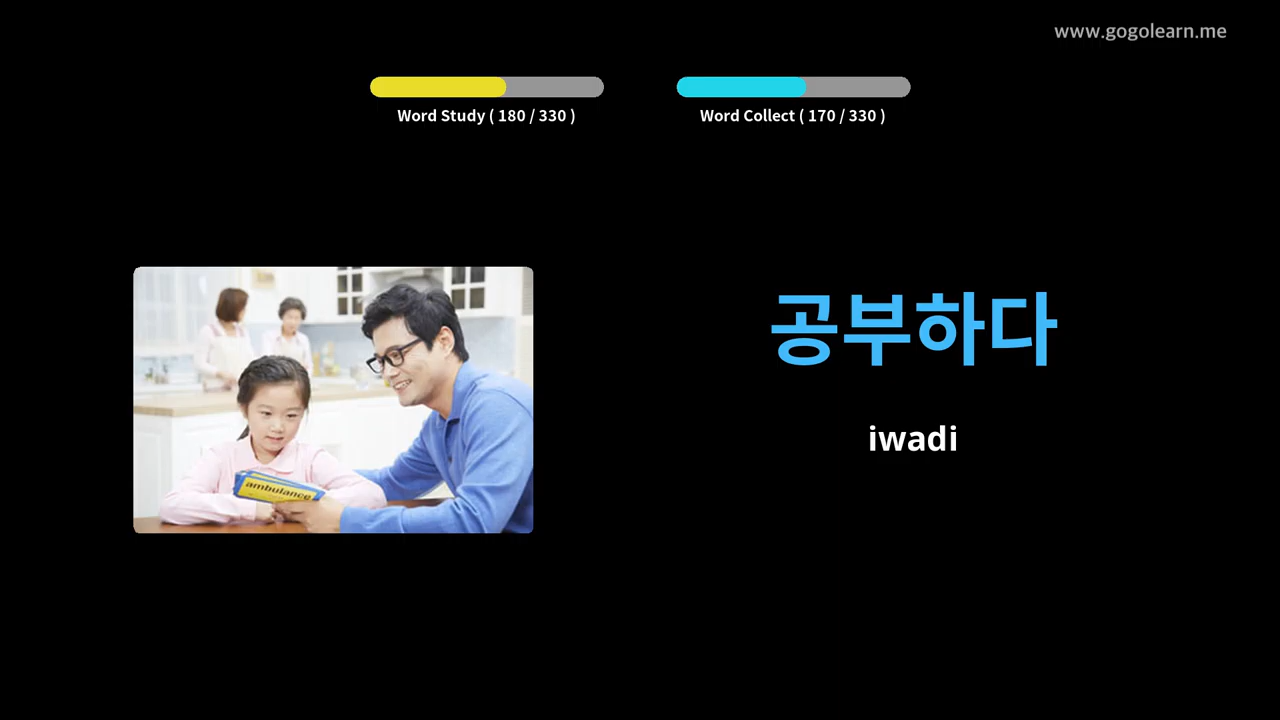 www.gogolearn.me
Word Study ( 180 / 330 )
Word Collect ( 170 / 330 )
공부하다
iwadi
ambulance